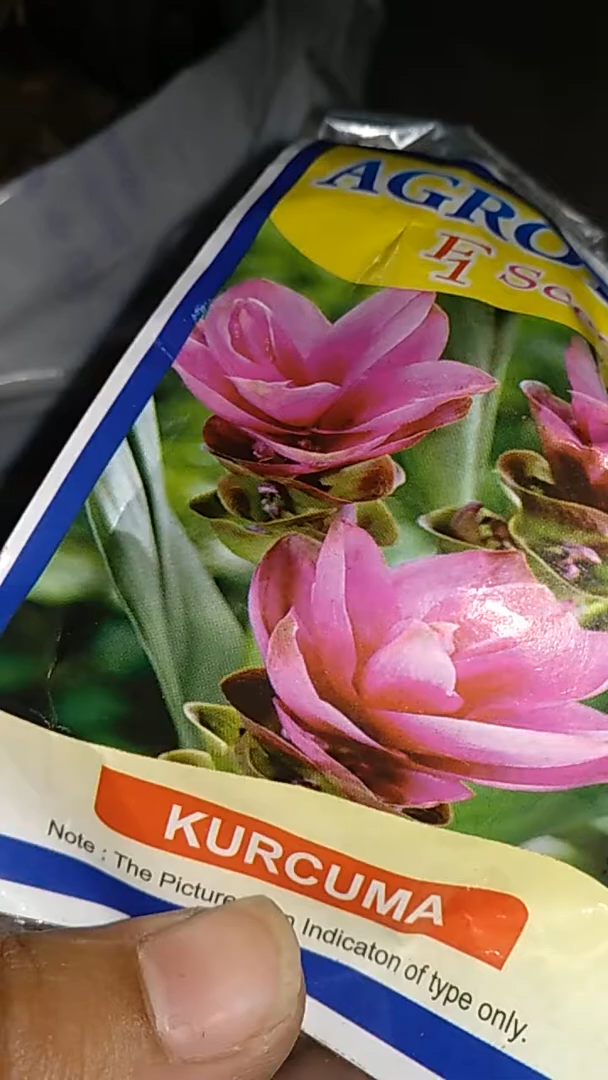 AGRO
F1
KURCUMA
Note : The Picture Indicaton of type only.